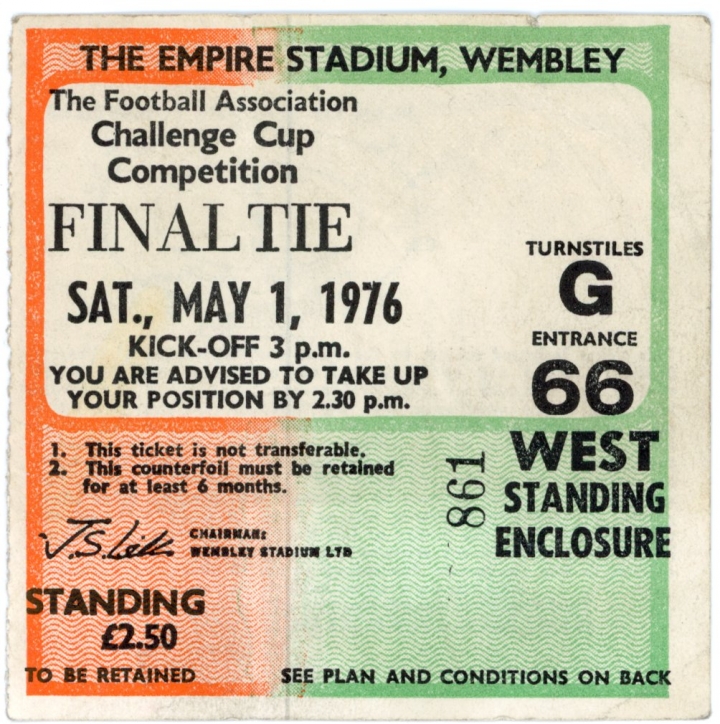 THE EMPIRE STADIUM, WEMBLEY
The Football Association
Challenge Cup
Competition
FINAL TIE
SAT., MAY 1, 1976
KICK-OFF 3 p.m.
YOU ARE ADVISED TO TAKE UP
YOUR POSITION BY 2.30 p.m.
TURNSTILES
G
ENTRANCE
66
WEST
STANDING
ENCLOSURE
1. This ticket is not transferable.
2. This counterfoil must be retained
for at least 6 months.
861
CHAIRMAN:
WEMBLEY STADIUM LTD
STANDING
£2.50
TO BE RETAINED
SEE PLAN AND CONDITIONS ON BACK